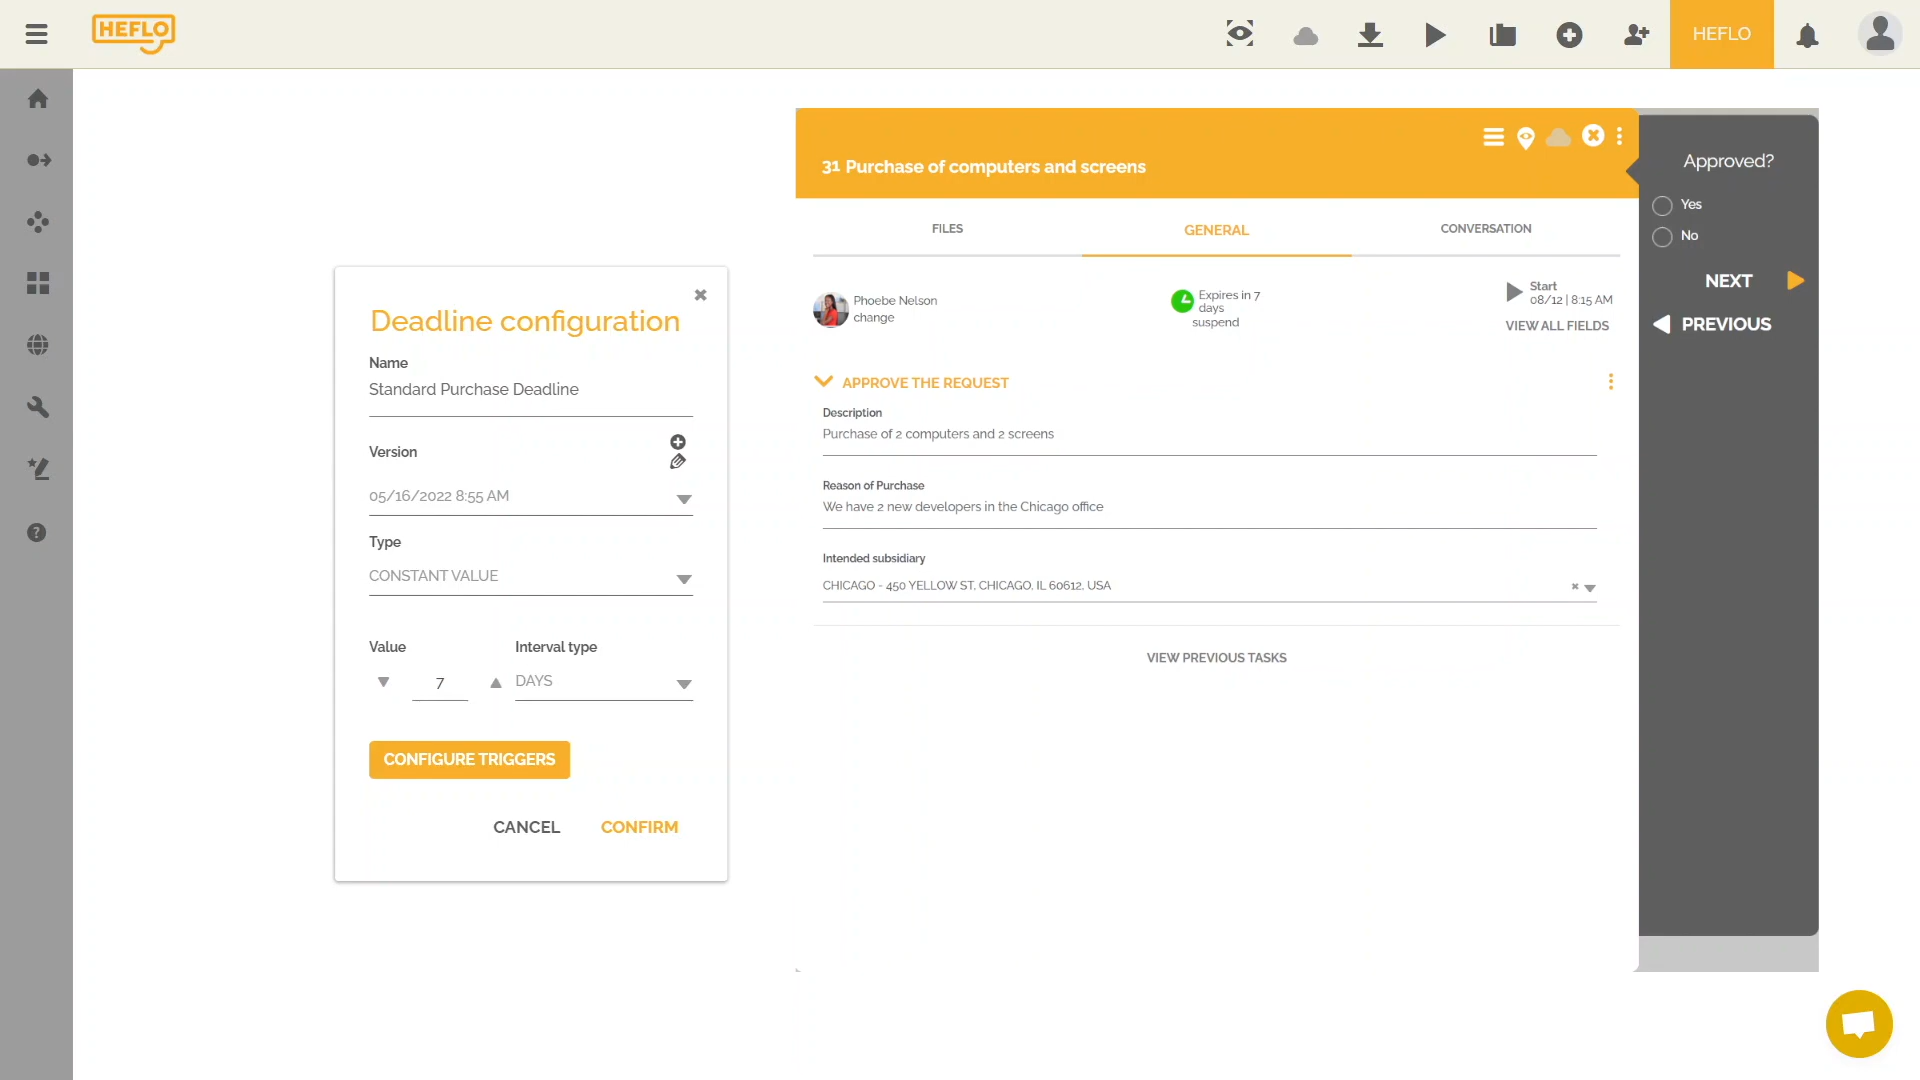 HEFLO
HEFLO
31 Purchase of computers and screens
FILES
GENERAL
CONVERSATION
Phoebe Nelson
change
Expires in 7
days
suspend
Start
08/12 | 8:15 AM
VIEW ALL FIELDS
APPROVE THE REQUEST
Description
Purchase of 2 computers and 2 screens
Reason of Purchase
We have 2 new developers in the Chicago office
Intended subsidiary
CHICAGO - 450 YELLOW ST, CHICAGO, IL 60612, USA
VIEW PREVIOUS TASKS
Approved?
Yes
No
NEXT
PREVIOUS
Deadline configuration
Name
Standard Purchase Deadline
Version
05/16/2022 8:55 AM
Type
CONSTANT VALUE
Value
Interval type
7
DAYS
CONFIGURE TRIGGERS
CANCEL
CONFIRM